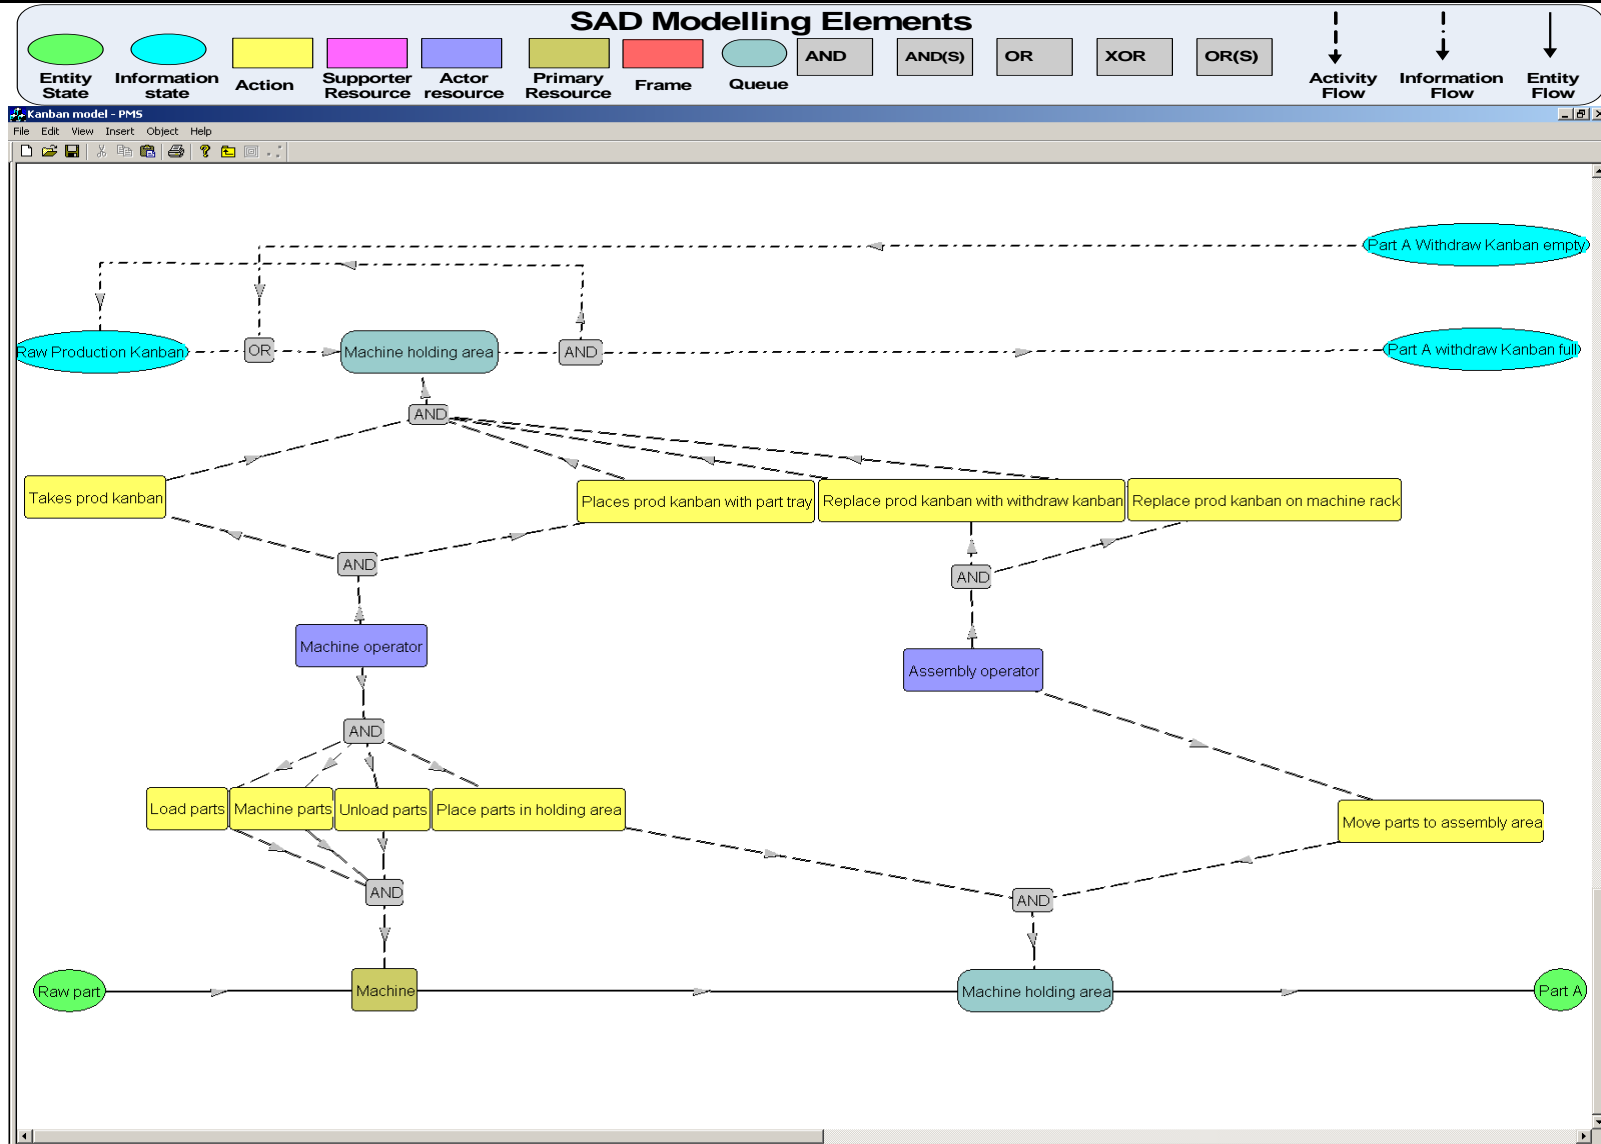 SAD Modelling Elements
AND
AND(S)
OR
XOR
OR(S)
Entity
State
Information
state
Action
Supporter
Resource
Actor
resource
Primary
Resource
Frame
Queue
Activity
Flow
Information
Flow
Entity
Flow
Kanban model - PMS
File Edit View Insert Object Help
Part A Withdraw Kanban empty
Raw Production Kanban
OR
Machine holding area
AND
Part A withdraw Kanban full
AND
Takes prod kanban
Places prod kanban with part tray
Replace prod kanban with withdraw kanban
Replace prod kanban on machine rack
AND
AND
Machine operator
Assembly operator
AND
Load parts
Machine parts
Unload parts
Place parts in holding area
Move parts to assembly area
AND
AND
Raw part
Machine
Machine holding area
Part A